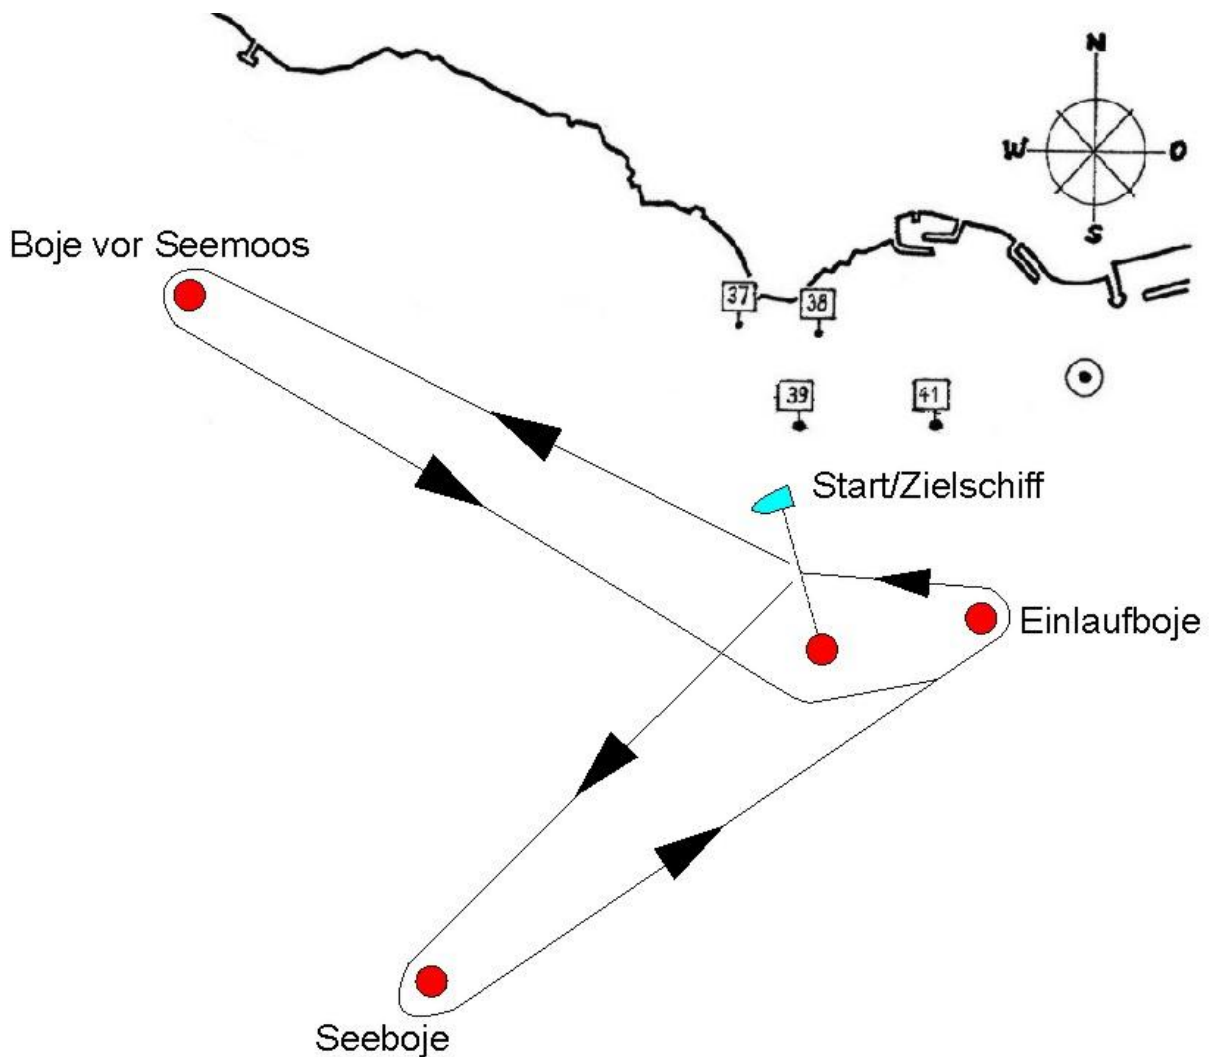 N
W O
S
Boje vor Seemoos
37
38
39
41
Start/Zielschiff
Einlaufboje
Seeboje